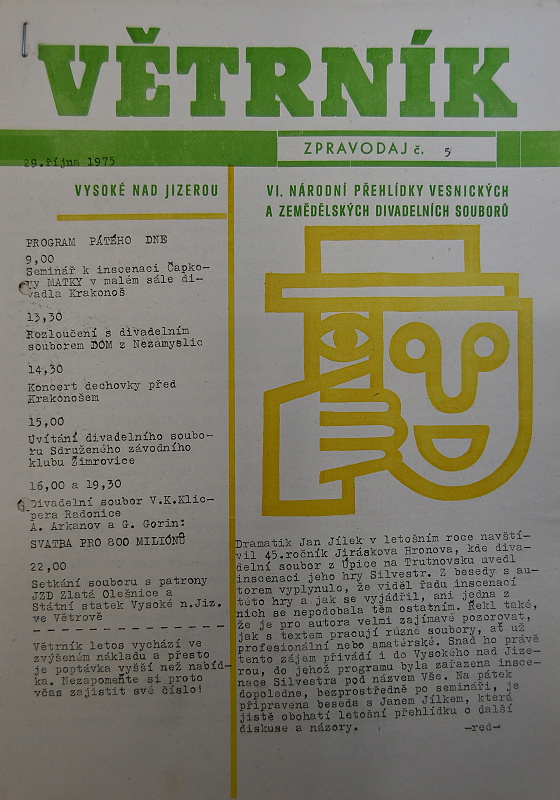 VĚTRNÍK
ZPRAVODAJ č. 5
29.října 1975
VYSOKÉ NAD JIZEROU
VI. NÁRODNÍ PŘEHLÍDKY VESNICKÝCH
A ZEMĚDĚLSKÝCH DIVADELNÍCH SOUBORŮ
PROGRAM PÁTÉHO DNE
9,00
Seminář k inscenaci Čapko-
vy MATKY v malém sále di-
vadla Krakonoš
13,30
Rozloučení s divadelním
souborem DOM z Nezamyslic
14,30
Koncert dechovky před
Krakonošem
15,00
Uvítání divadelního soubo-
ru Sdruženého závodního
klubu Žimrovice
16,00 a 19,30
Divadelní soubor V.K.Klic-
pera Radonice
A. Arkanov a G. Gorin:
SVATBA PRO 800 MILIÓNŮ
22,00
Setkání souboru s patrony
JZD Zlatá Olešnice a
Státní statek Vysoké n.Jiz.
ve Větrově
Větrník letos vychází ve
zvýšeném nákladu a přesto
je poptávka vyšší než nabíd-
ka. Nezapomeňte si proto
včas zajistit své číslo!
Dramatik Jan Jílek v letošním roce navští-
vil 45.ročník Jiráskova Hronova, kde diva-
delní soubor z Úpice na Trutnovsku uvedl
inscenaci jeho hry Silvestr. Z besedy s au-
torem vyplynulo, že viděl řadu inscenací
této hry a jak se vyjádřil, ani jedna z
nich se nepodobala těm ostatním. Řekl také,
že je pro autora velmi zajímavé pozorovat,
jak s textem pracují různé soubory, ať už
profesionální nebo amatérské. Snad ho právě
tento zájem přivádí i do Vysokého nad Jize-
rou, do jehož programu byla zařazena insce-
nace Silvestra pod názvem Vše. Na pátek
dopoledne, bezprostředně po semináři, je
připravena beseda s Janem Jílkem, která
jistě obohatí letošní přehlídku o další
diskuse a názory. -red-